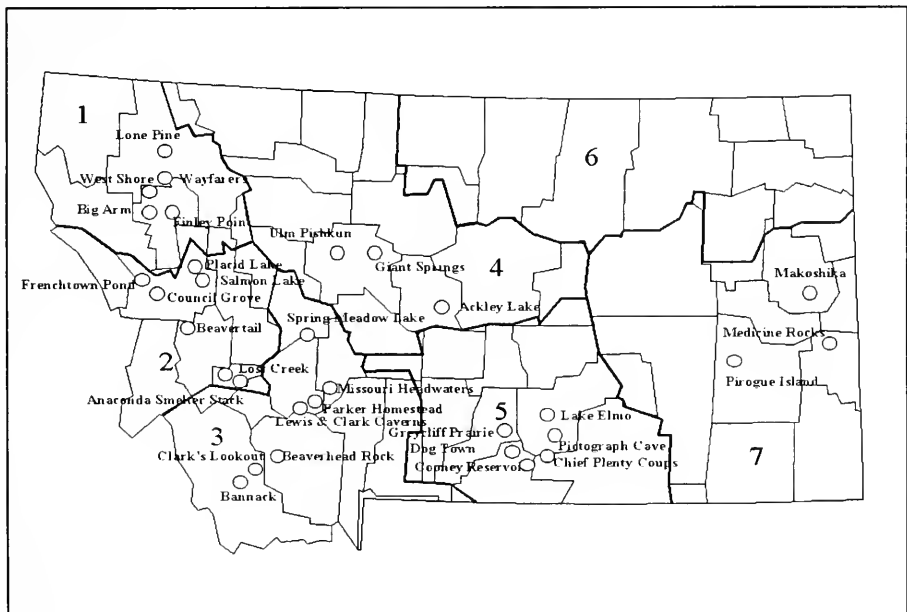 1
Lone Pine
6
West Shore
Wayfarers
Big Arm
Finley Point
Ulm Pishkun
Giant Springs
4
Placid Lake
Salmon Lake
Makoshika
Frenchtown Pond
Council Grove
Ackley Lake
Spring Meadow Lake
Beavertail
Medicine Rocks
2
Lost Creek
Pirogue Island
Anaconda Smelter Stack
Missouri Headwaters
Parker Homestead
Lewis & Clark Caverns
5
Lake Elmo
3
Greycliff Prairie
Dog Town
Pictograph Cave
Clark's Lookout
Beaverhead Rock
Cooney Reservoir
Chief Plenty Coups
7
Bannack